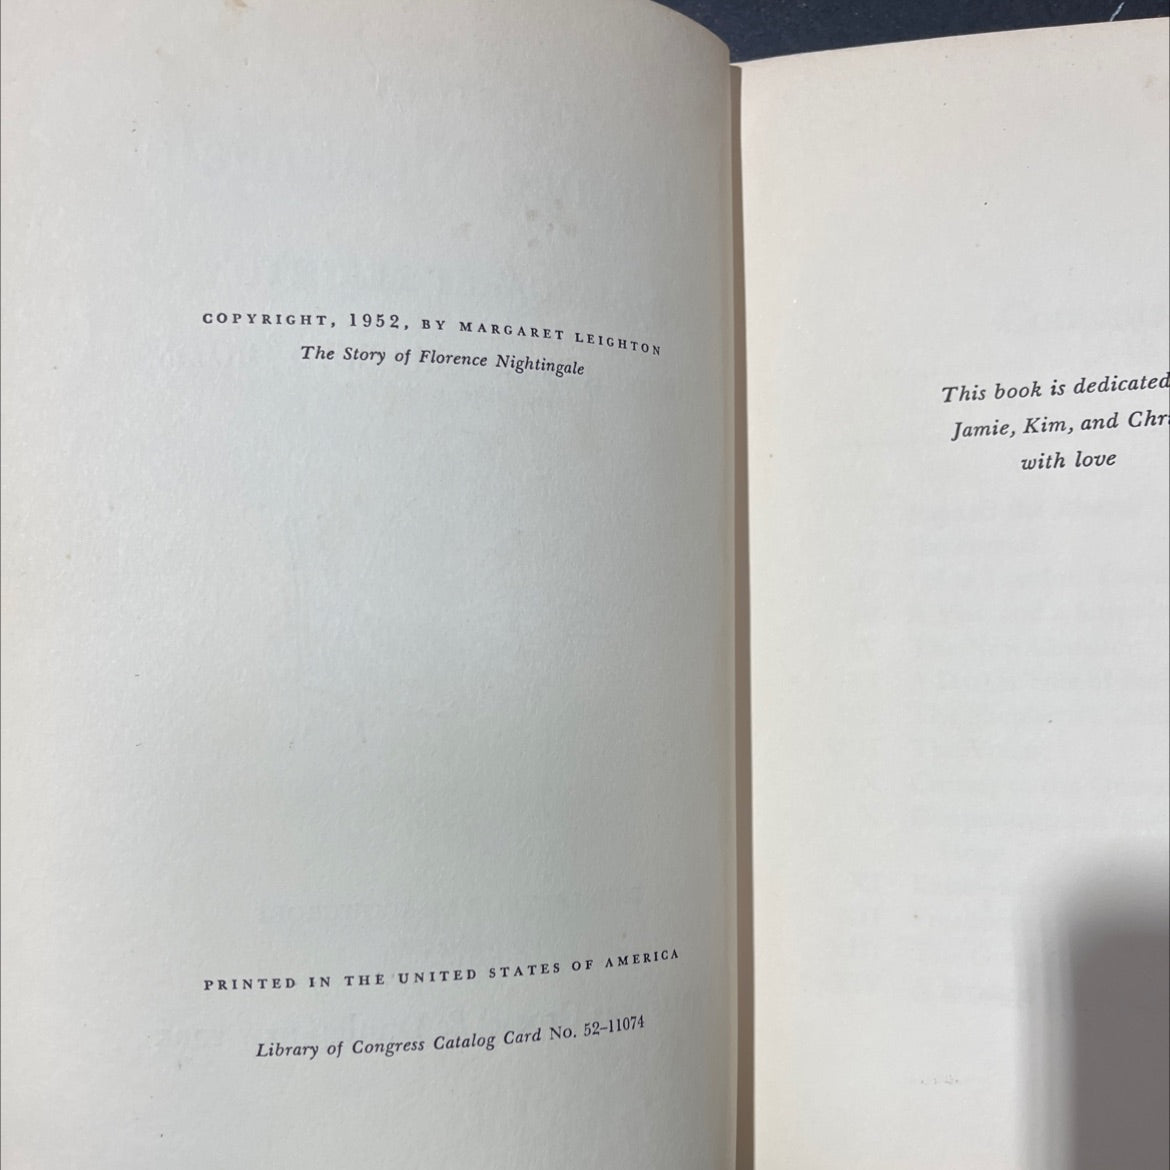 COPYRIGHT, 1952, BY MARGARET LEIGHTON
The Story of Florence Nightingale
PRINTED IN THE UNITED STATES OF AMERICA
Library of Congress Catalog Card No. 52-11074
This book is dedicated
Jamie, Kim, and
with love